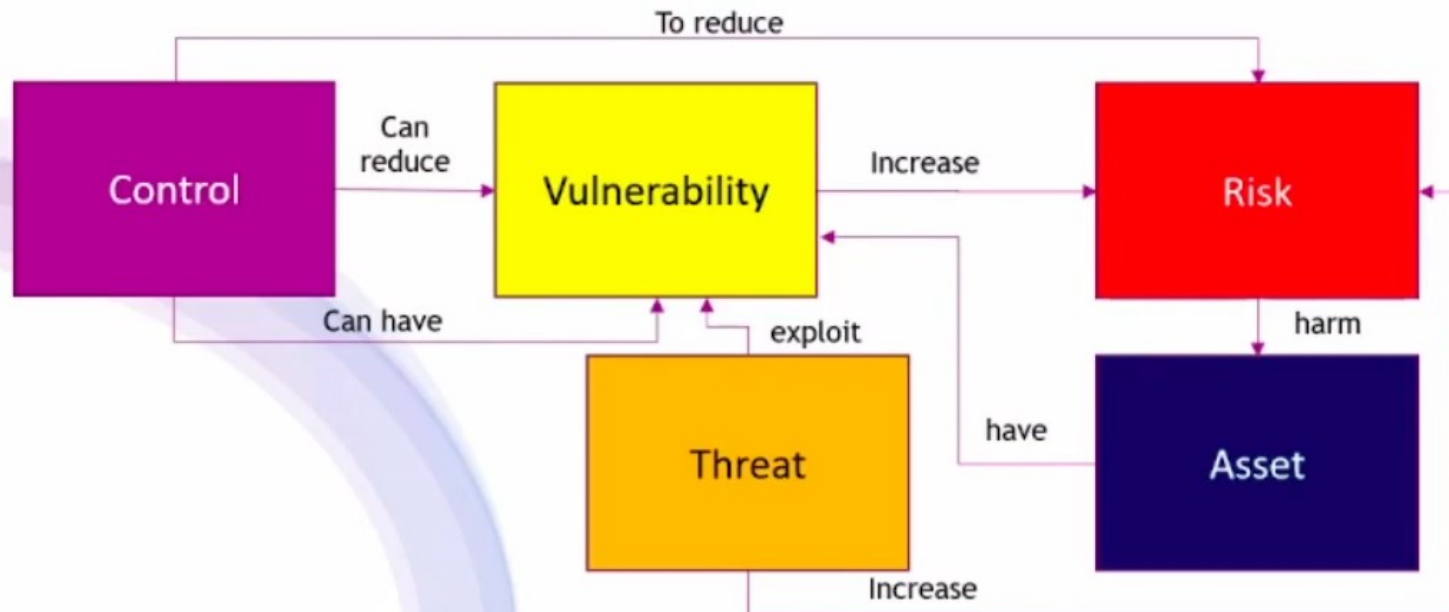 To reduce
Control
Can
reduce
Vulnerability
Increase
Risk
Can have
exploit
harm
Threat
have
Asset
Increase